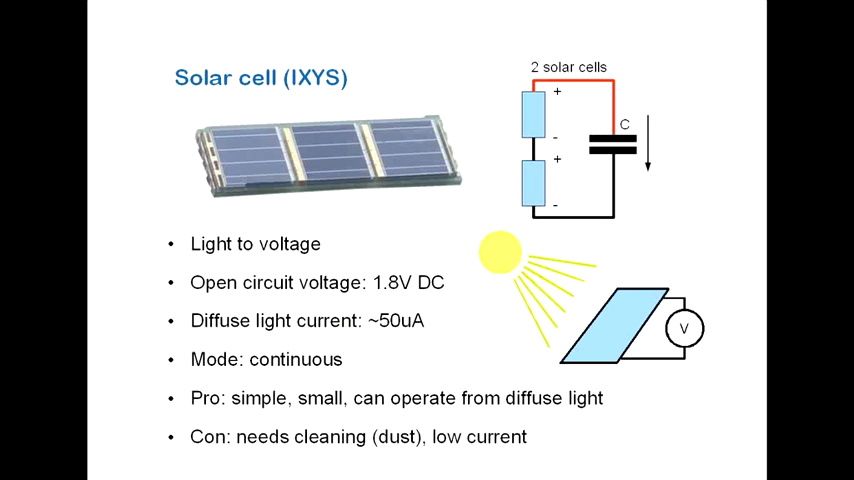 Solar cell (IXYS)
2 solar cells
+
C
-
+
-
• Light to voltage
• Open circuit voltage: 1.8V DC
• Diffuse light current: ~50uA
V
• Mode: continuous
• Pro: simple, small, can operate from diffuse light
• Con: needs cleaning (dust), low current